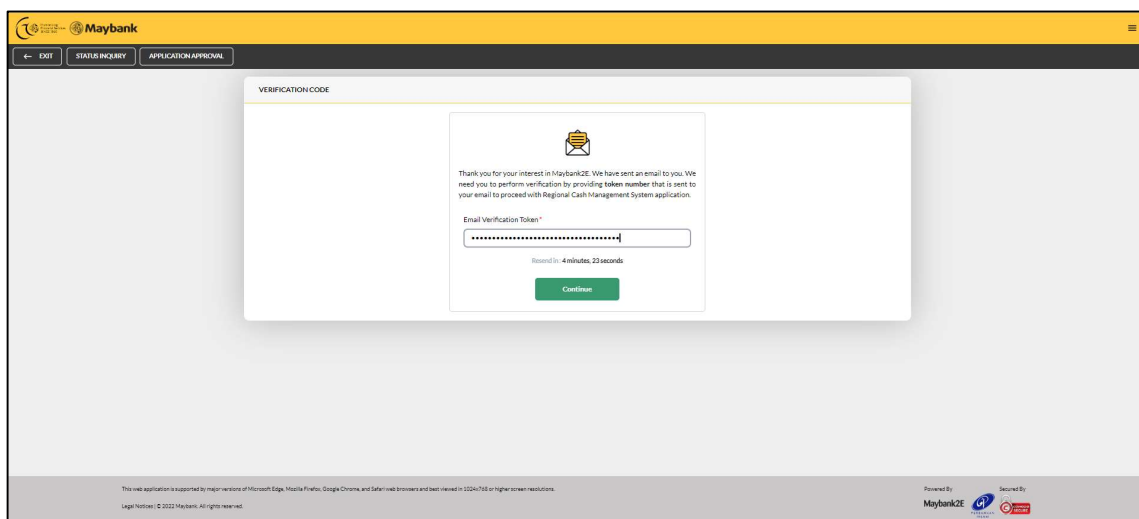 Maybank
← EXIT
STATUS INQUIRY
APPLICATION APPROVAL
VERIFICATION CODE
Thank you for your interest in Maybank2E. We have sent an email to you. We
need you to perform verification by providing token number that is sent to
your email to proceed with Regional Cash Management System application.
Email Verification Token*
Resend in: 4 minutes, 23 seconds
Continue
This web application is supported by major versions of Microsoft Edge, Mozilla Firefox, Google Chrome, and Safari web browsers and best viewed in 1024x768 or higher screen resolutions.
Legal Notices | © 2022 Maybank. All rights reserved.
Powered By
Maybank2E
Secured By
SECURE